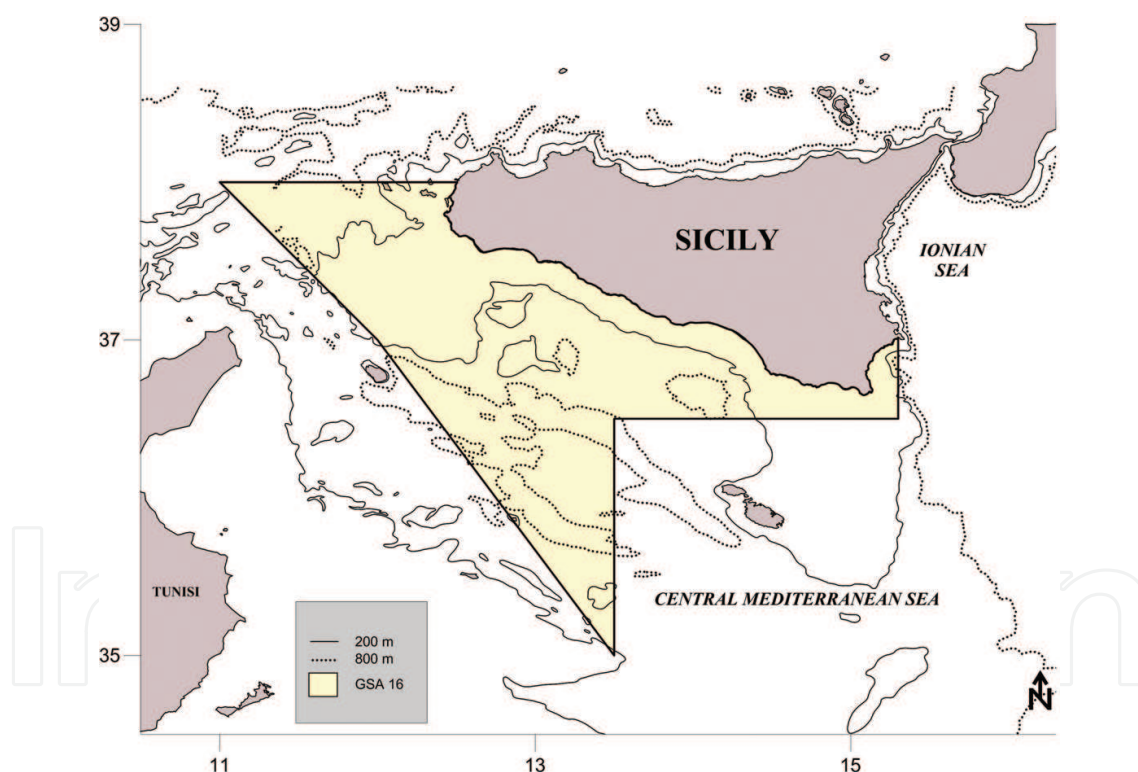 39
SICILY
IONIAN
SEA
37
TUNISI
CENTRAL MEDITERRANEAN SEA
200 m
800 m
GSA 16
35
N
11
13
15